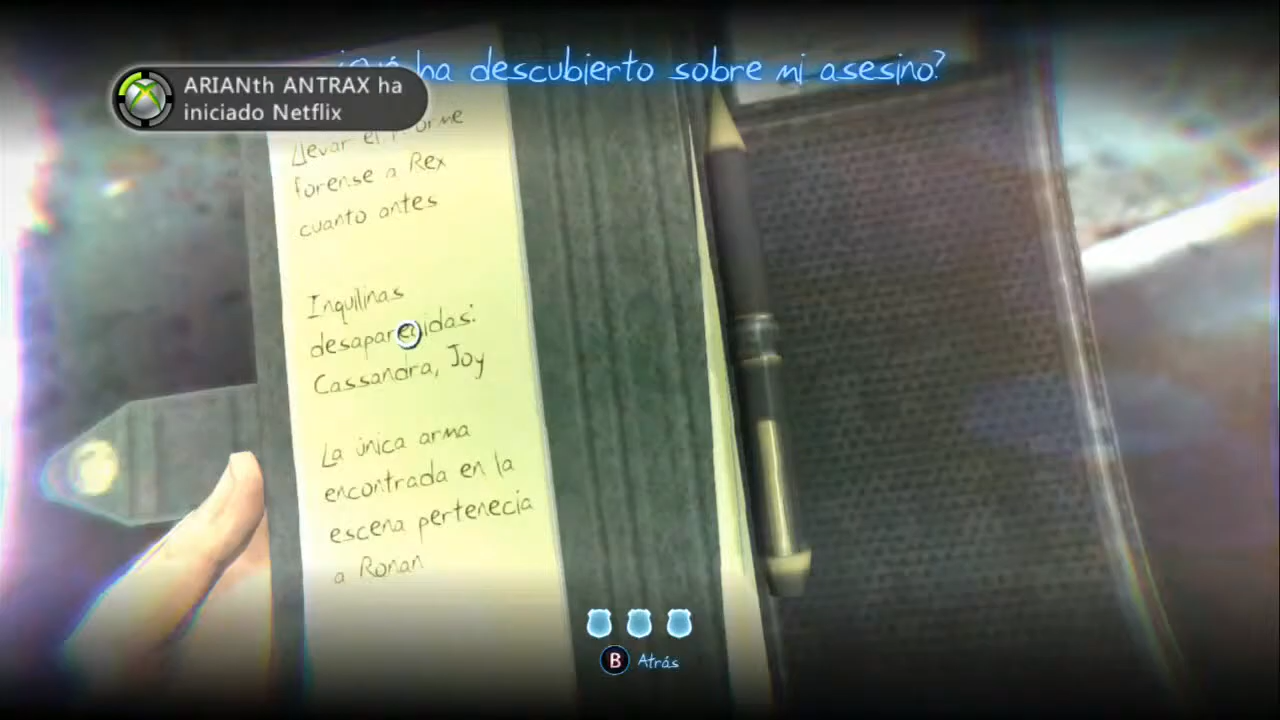 ha descubierto sobre mi asesino?
ARIANth ANTRAX ha
iniciado Netflix
Llevar el informe
forense a Rex
cuanto antes
Inquilinas
desaparecidas:
Cassandra, Joy
La única arma
encontrada en la
escena pertenecía
a Ronan
B Atrás